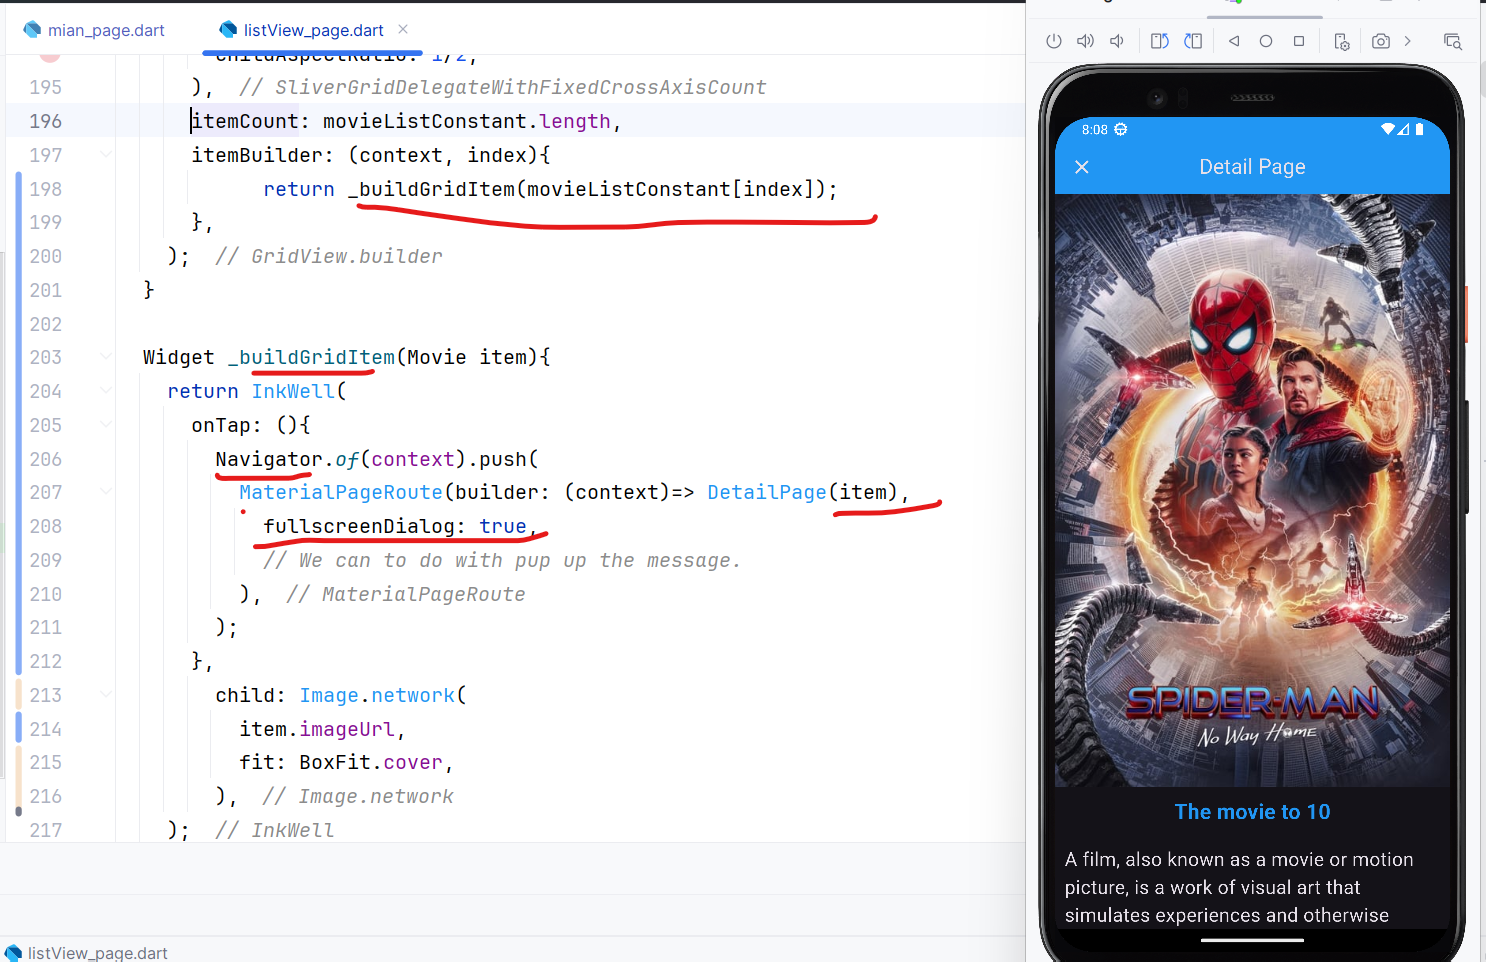 mian_page.dart
listView_page.dart
childAspectRatio: 1/2,
195 ), // SliverGridDelegateWithFixedCrossAxisCount
196 itemCount: movieListConstant.length,
197 itemBuilder: (context, index){
198 return _buildGridItem(movieListConstant[index]);
199 },
200 ); // GridView.builder
201 }
202
203 Widget _buildGridItem(Movie item){
204 return InkWell(
205 onTap: (){
206 Navigator.of(context).push(
207 MaterialPageRoute(builder: (context)=> DetailPage(item),
208 fullscreenDialog: true,
209 // We can to do with pup up the message.
210 ), // MaterialPageRoute
211 );
212 },
213 child: Image.network(
214 item.imageUrl,
215 fit: BoxFit.cover,
216 ), // Image.network
217 ); // InkWell
listView_page.dart
8:08
Detail Page
SPIDER-MAN
No Way Home
The movie to 10
A film, also known as a movie or motion
picture, is a work of visual art that
simulates experiences and otherwise